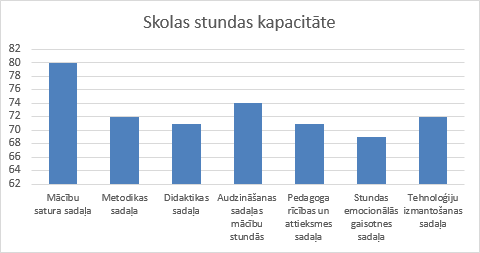 Skolas stundas kapacitāte
82
80
78
76
74
72
70
68
66
64
62
Mācību
satura sadaļa
Metodikas
sadaļa
Didaktikas
sadaļa
Audzināšanas
sadaļas
mācību
stundās
Pedagoga
rīcības un
attieksmes
sadaļa
Stundas
emocionālās
gaisotnes
sadaļa
Tehnoloģiju
izmantošanas
sadaļa